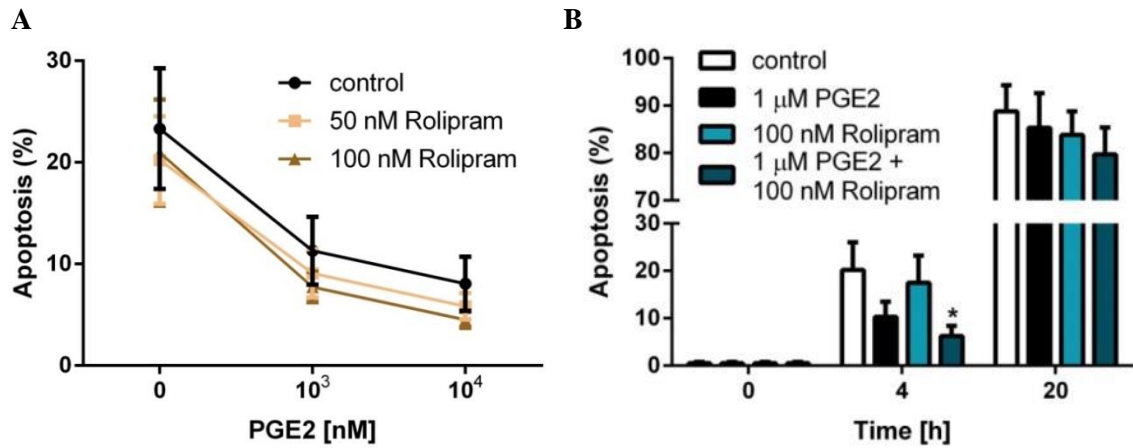 A
30
20
10
0
Apoptosis (%)
control
50 nM Rolipram
100 nM Rolipram
0
10³
10⁴
PGE2 [nM]
B
100
90
80
70
30
20
10
0
Apoptosis (%)
control
1 µM PGE2
100 nM Rolipram
1 µM PGE2 +
100 nM Rolipram
*
0
4
20
Time [h]